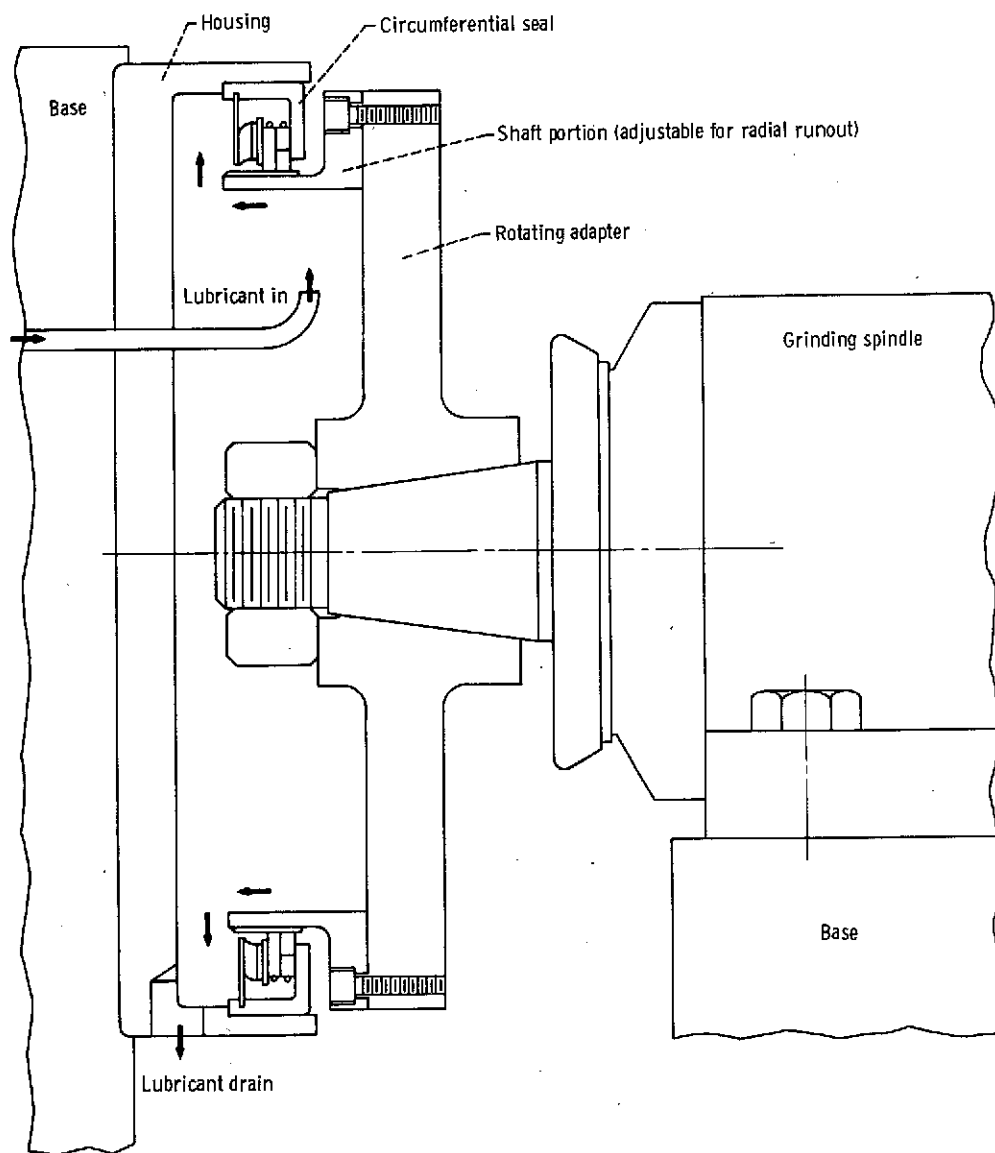 Housing
Circumferential seal
Base
Shaft portion (adjustable for radial runout)
Rotating adapter
Lubricant in
Grinding spindle
Base
Lubricant drain